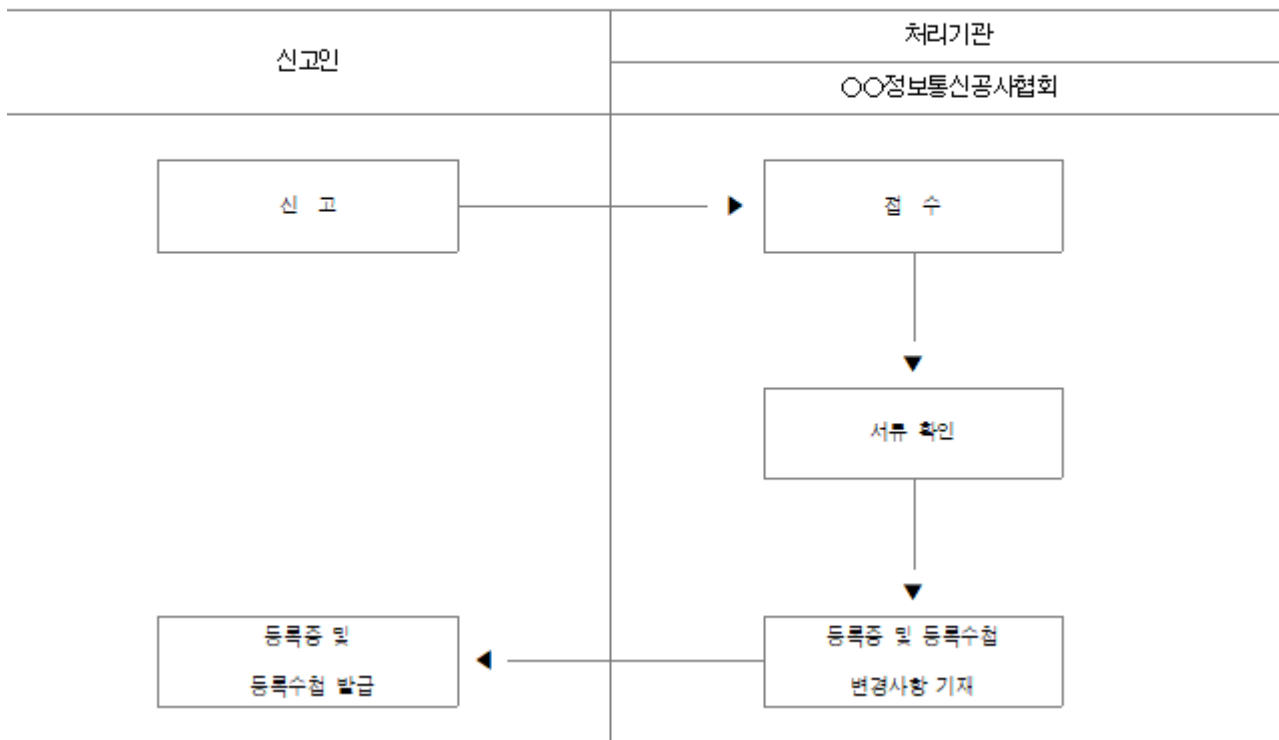 신고인
처리기관
○○정보통신공사협회
신 고
접 수
서류 확인
등록증 및 등록수첩
변경사항 기재
등록증 및
등록수첩 발급